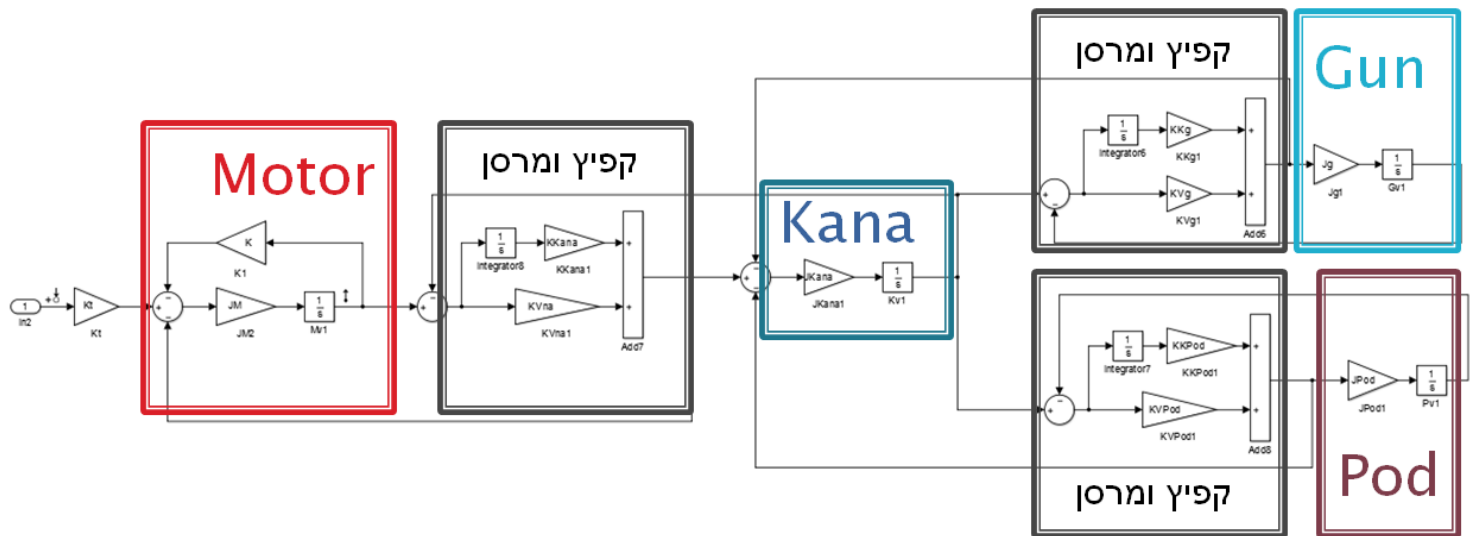 קפיץ ומרסן
Gun
1/s
Integrator6
KKg
KKg1
KVg
KVg1
Add6
Jg
Jg1
1/s
Gv1
Motor
K
K1
1
In2
Kt
Kt
JM
JM2
1/s
Mv1
קפיץ ומרסן
1/s
Integrator8
KKana
KKana1
KVna
KVna1
Add7
Kana
JKana
JKana1
1/s
Kv1
1/s
Integrator7
KKPod
KKPod1
KVPod
KVPod1
Add8
קפיץ ומרסן
JPod
JPod1
1/s
Pv1
Pod